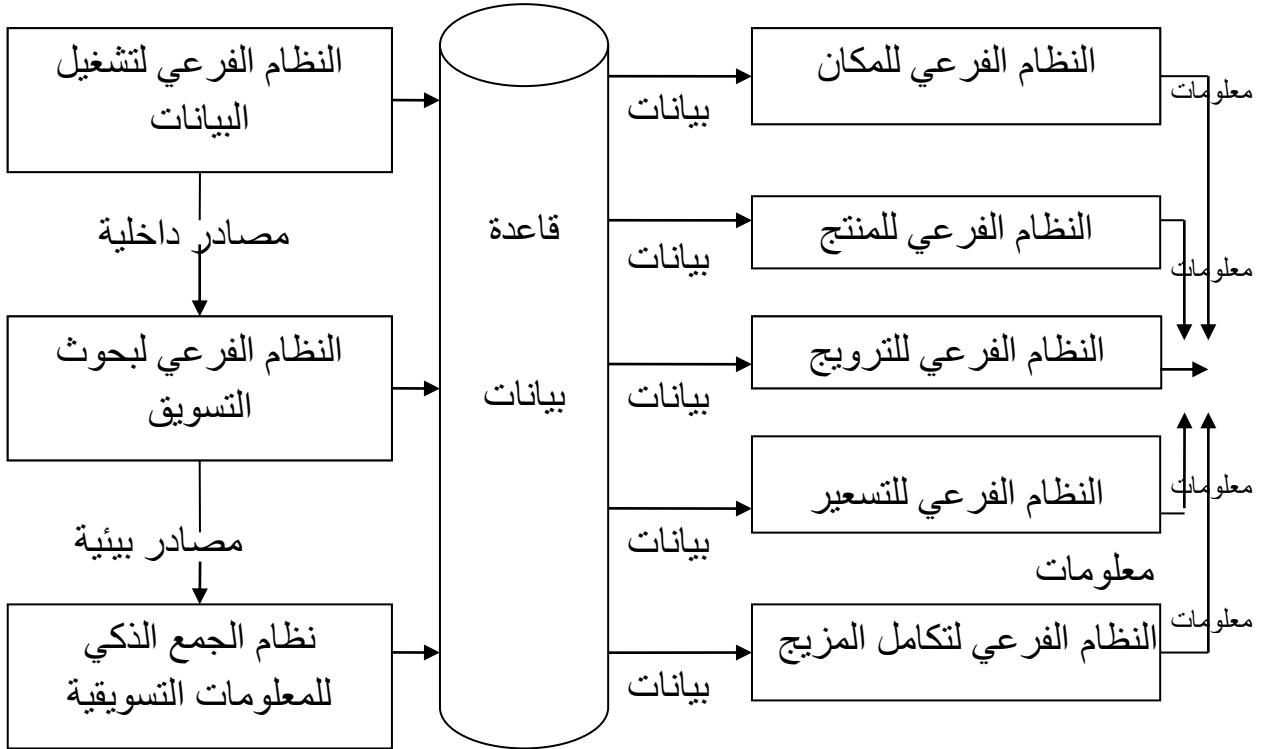 النظام الفرعي لتشغيل
البيانات
مصادر داخلية
النظام الفرعي لبحوث
التسويق
مصادر بيئية
نظام الجمع الذكي
للمعلومات التسويقية
قاعدة
بيانات
بيانات
بيانات
بيانات
بيانات
بيانات
النظام الفرعي للمكان
معلومات
النظام الفرعي للمنتج
معلومات
النظام الفرعي للترويج
النظام الفرعي للتسعير
معلومات
معلومات
النظام الفرعي لتكامل المزيج
معلومات